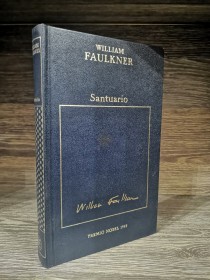 WILLIAM
FAULKNER
Santuario
William Faulkner
PREMIO NOBEL 1949